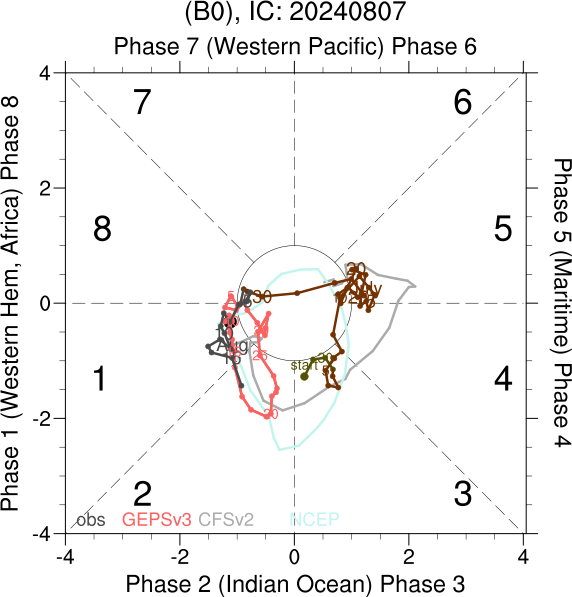 (B0), IC: 20240807
Phase 7 (Western Pacific) Phase 6
4
2
0
-2
-4
-4
-2
0
2
4
7
6
8
5
1
4
2
3
Phase 1 (Western Hem, Africa) Phase 8
Phase 5 (Maritime) Phase 4
30
30
start
30
20
Aug
obs
GEPSv3
CFSv2
NCEP
Phase 2 (Indian Ocean) Phase 3